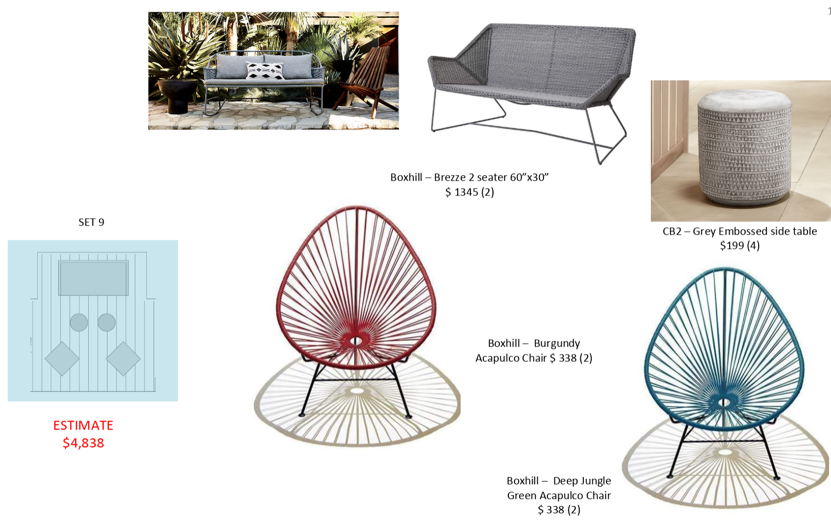 1
Boxhill – Brezze 2 seater 60”x30”
$ 1345 (2)
CB2 – Grey Embossed side table
$199 (4)
SET 9
Boxhill –  Burgundy
Acapulco Chair $ 338 (2)
ESTIMATE
$4,838
Boxhill –  Deep Jungle
Green Acapulco Chair
$ 338 (2)